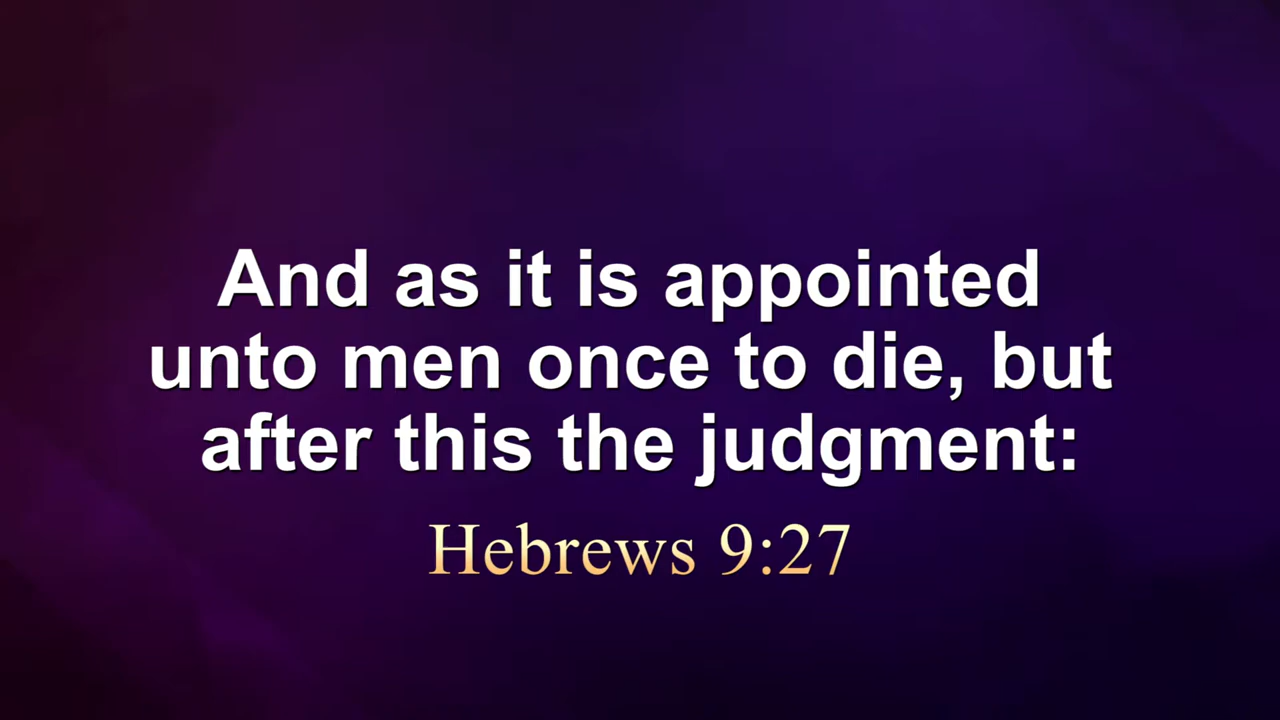 And as it is appointed
unto men once to die, but
after this the judgment:
Hebrews 9:27